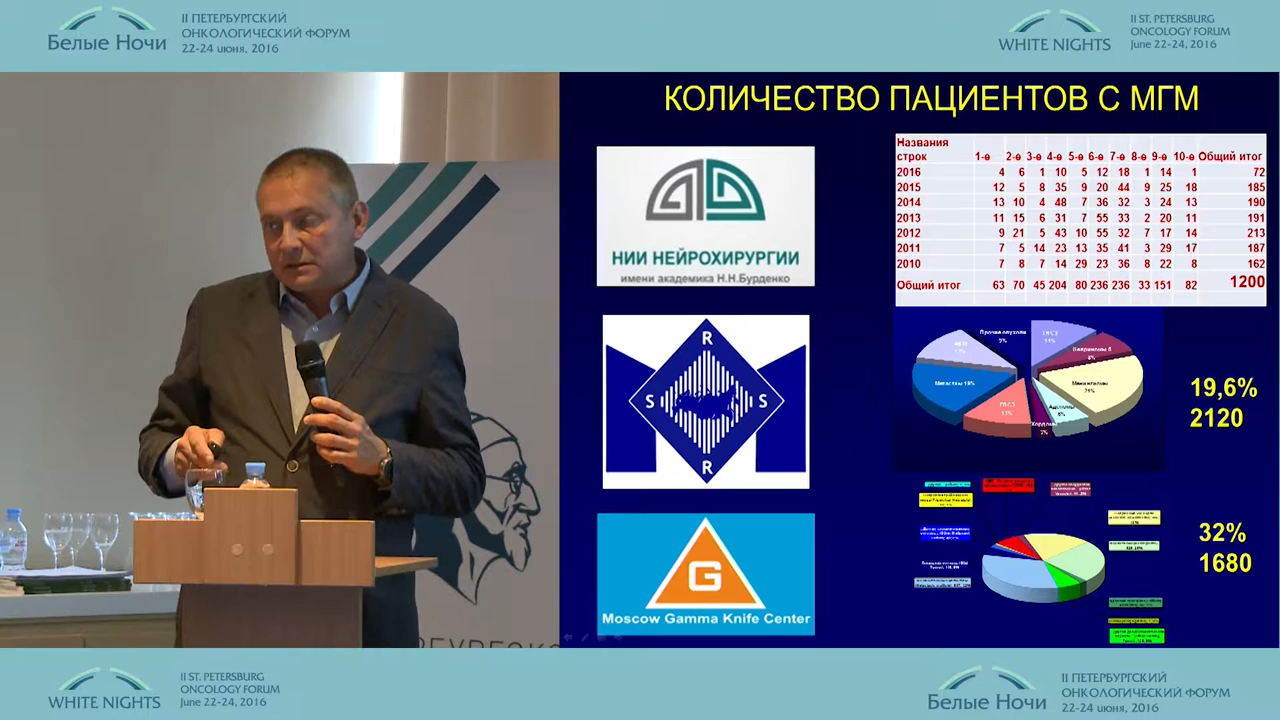 II ПЕТЕРБУРГСКИЙ
ОНКОЛОГИЧЕСКИЙ ФОРУМ
22-24 июня, 2016
Белые Ночи
II ST. PETERSBURG
ONCOLOGY FORUM
June 22-24, 2016
WHITE NIGHTS
КОЛИЧЕСТВО ПАЦИЕНТОВ С МГМ
НИИ НЕЙРОХИРУРГИИ
имени академика Н.Н.Бурденко
R
S S
R
G
Moscow Gamma Knife Center
Названия
строк 1-е 2-е 3-е 4-е 5-е 6-е 7-е 8-е 9-е 10-е Общий итог
2016 4 6 1 10 5 12 18 1 14 1 72
2015 12 5 8 35 9 20 44 9 25 18 185
2014 13 10 4 48 7 36 32 3 24 13 190
2013 11 15 6 31 7 55 33 2 20 11 191
2012 9 21 5 43 10 55 32 7 17 14 213
2011 7 5 14 23 13 35 41 3 29 17 187
2010 7 8 7 14 29 23 36 8 22 8 162
Общий итог 63 70 45 204 80 236 236 33 151 82 1200
Прочие опухоли
9%
Менингиомы
21%
Хордомы
3%
Метастазы 19%
19,6%
2120
32%
1680
WHITE NIGHTS
II ST. PETERSBURG
ONCOLOGY FORUM
June 22-24, 2016
Белые Ночи
II ПЕТЕРБУРГСКИЙ
ОНКОЛОГИЧЕСКИЙ ФОРУМ
22-24 июня, 2016